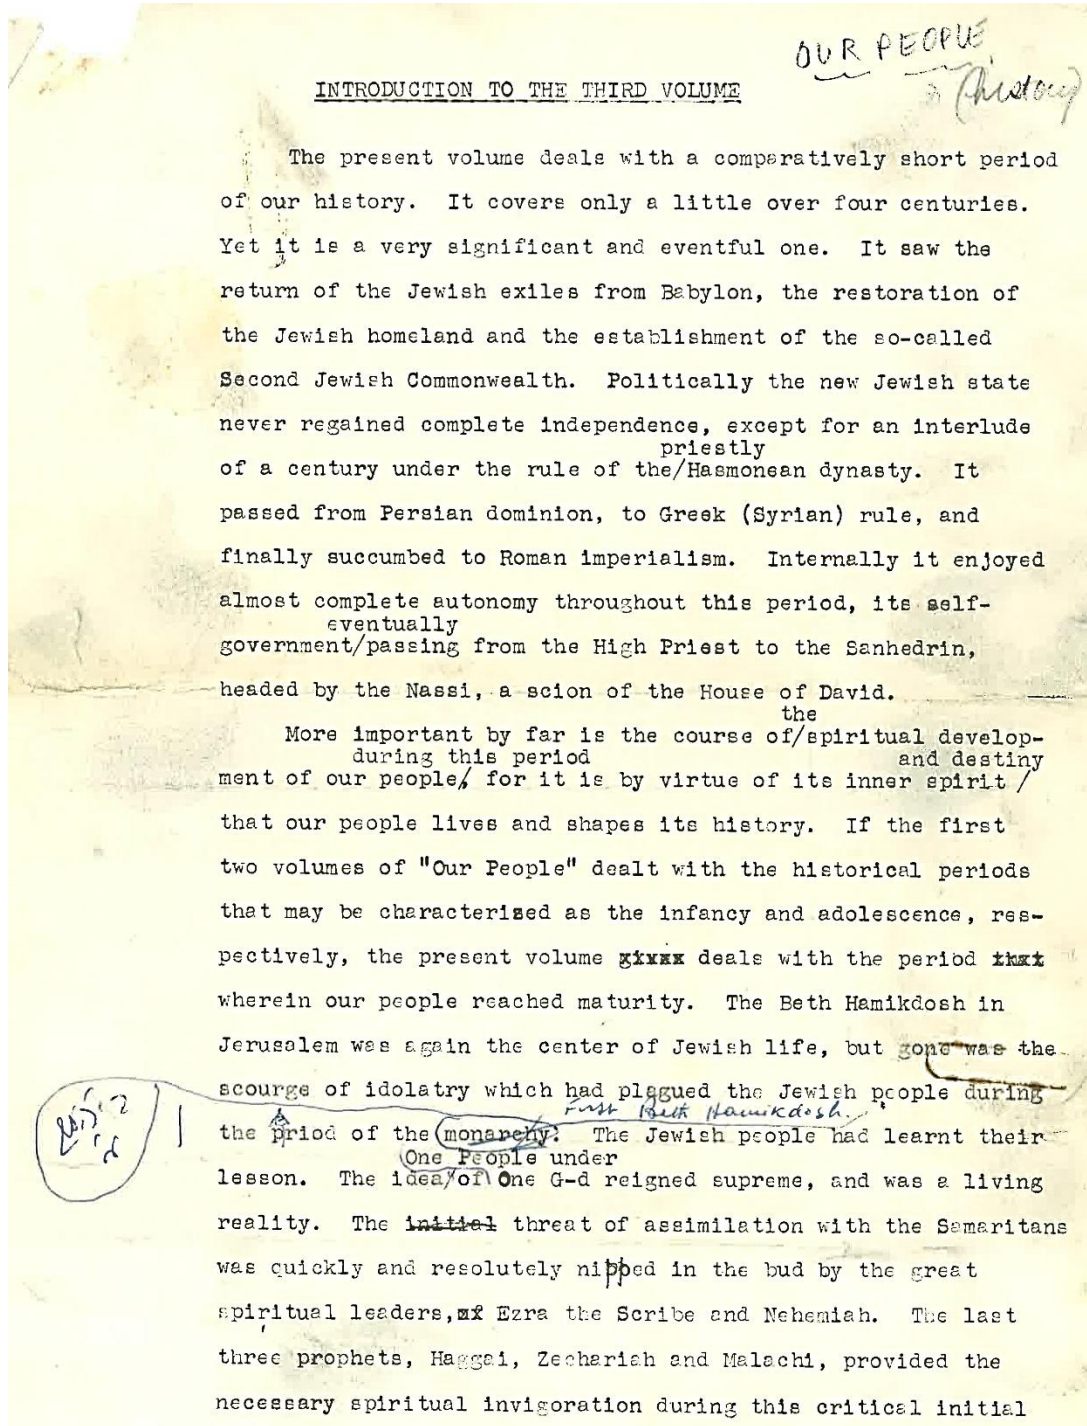 OUR PEOPLE
(history)
INTRODUCTION TO THE THIRD VOLUME
The present volume deals with a comparatively short period
of our history. It covers only a little over four centuries.
Yet it is a very significant and eventful one. It saw the
return of the Jewish exiles from Babylon, the restoration of
the Jewish homeland and the establishment of the so-called
Second Jewish Commonwealth. Politically the new Jewish state
never regained complete independence, except for an interlude
priestly
of a century under the rule of the/Hasmonean dynasty. It
passed from Persian dominion, to Greek (Syrian) rule, and
finally succumbed to Roman imperialism. Internally it enjoyed
almost complete autonomy throughout this period, its self-
eventually
government/passing from the High Priest to the Sanhedrin,
headed by the Nassi, a scion of the House of David.
the
More important by far is the course of/spiritual develop-
during this period and destiny
ment of our people/ for it is by virtue of its inner spirit /
that our people lives and shapes its history. If the first
two volumes of "Our People" dealt with the historical periods
that may be characterized as the infancy and adolescence, res-
pectively, the present volume deals with the period that
wherein our people reached maturity. The Beth Hamikdosh in
Jerusalem was again the center of Jewish life, but gone was the
scourge of idolatry which had plagued the Jewish people during
First Beth Hamikdosh.
the priod of the monarchy. The Jewish people had learnt their
One People under
lesson. The idea/of One G-d reigned supreme, and was a living
reality. The initial threat of assimilation with the Samaritans
was quickly and resolutely nipped in the bud by the great
spiritual leaders, of Ezra the Scribe and Nehemiah. The last
three prophets, Haggai, Zechariah and Malachi, provided the
necessary spiritual invigoration during this critical initial